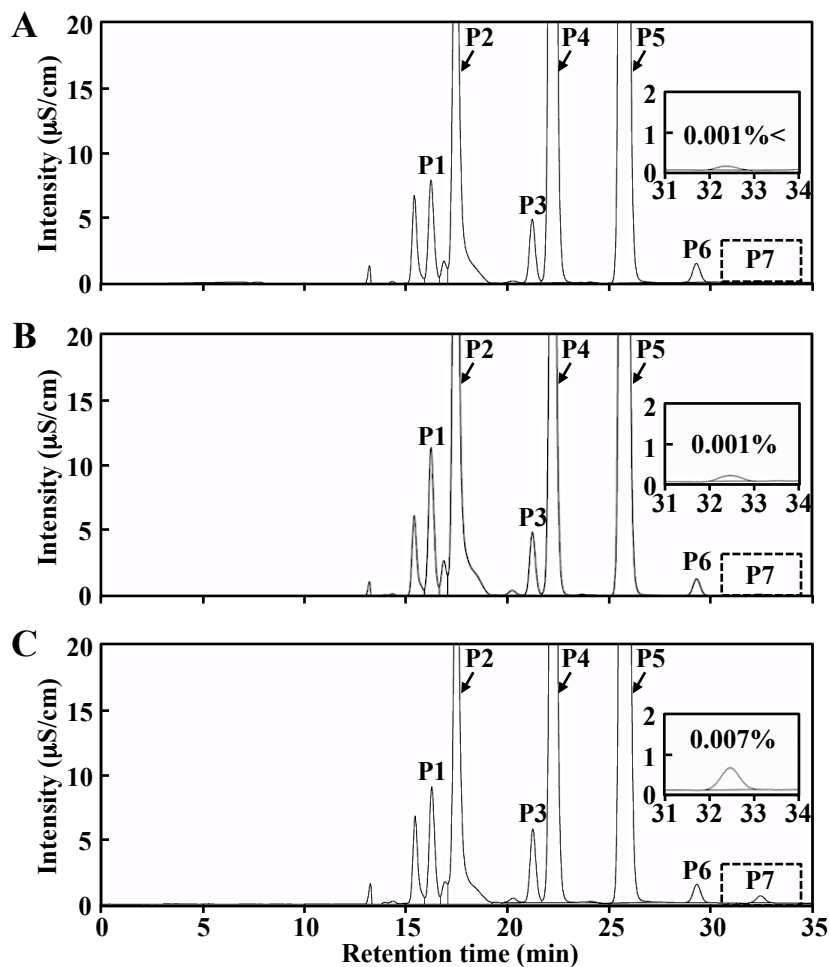 A
Intensity (μS/cm)
20
15
10
5
0
P1
P2
P3
P4
P5
P6
P7
2
1
0
0.001%<
31 32 33 34
B
Intensity (μS/cm)
20
15
10
5
0
P1
P2
P3
P4
P5
P6
P7
2
1
0
0.001%
31 32 33 34
C
Intensity (μS/cm)
20
15
10
5
0
P1
P2
P3
P4
P5
P6
P7
2
1
0
0.007%
31 32 33 34
0 5 10 15 20 25 30 35
Retention time (min)